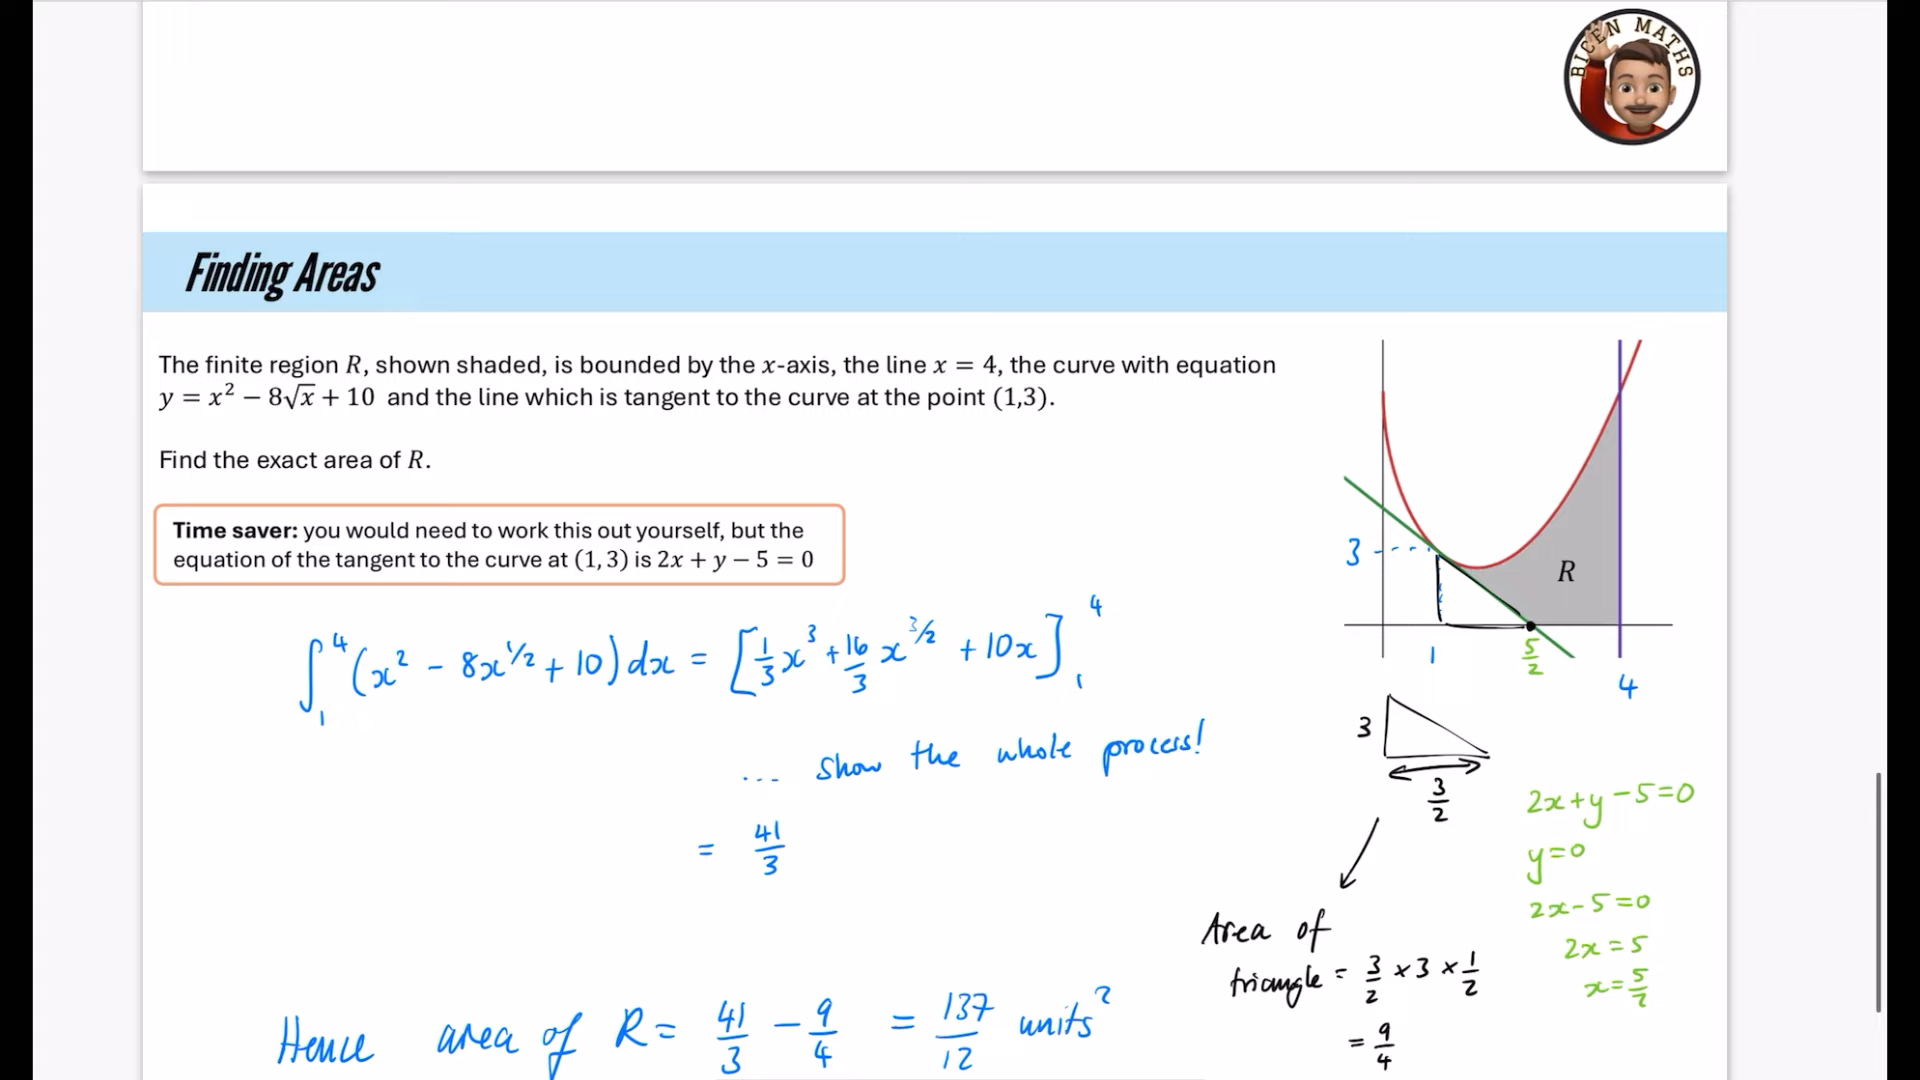 BICEN MATHS
Finding Areas
The finite region R, shown shaded, is bounded by the x-axis, the line x = 4, the curve with equation
y = x² − 8√x + 10 and the line which is tangent to the curve at the point (1,3).
Find the exact area of R.
Time saver: you would need to work this out yourself, but the
equation of the tangent to the curve at (1, 3) is 2x + y − 5 = 0
∫₁⁴ (x² - 8x^1/2 + 10) dx = [1/3 x³ + 16/3 x^3/2 + 10x]₁⁴
... show the whole process!
= 41/3
Hence area of R = 41/3 − 9/4 = 137/12 units²
3
R
1
5/2
4
3
3/2
Area of
triangle = 3/2 × 3 × 1/2
= 9/4
2x+y-5=0
y=0
2x-5=0
2x=5
x=5/2